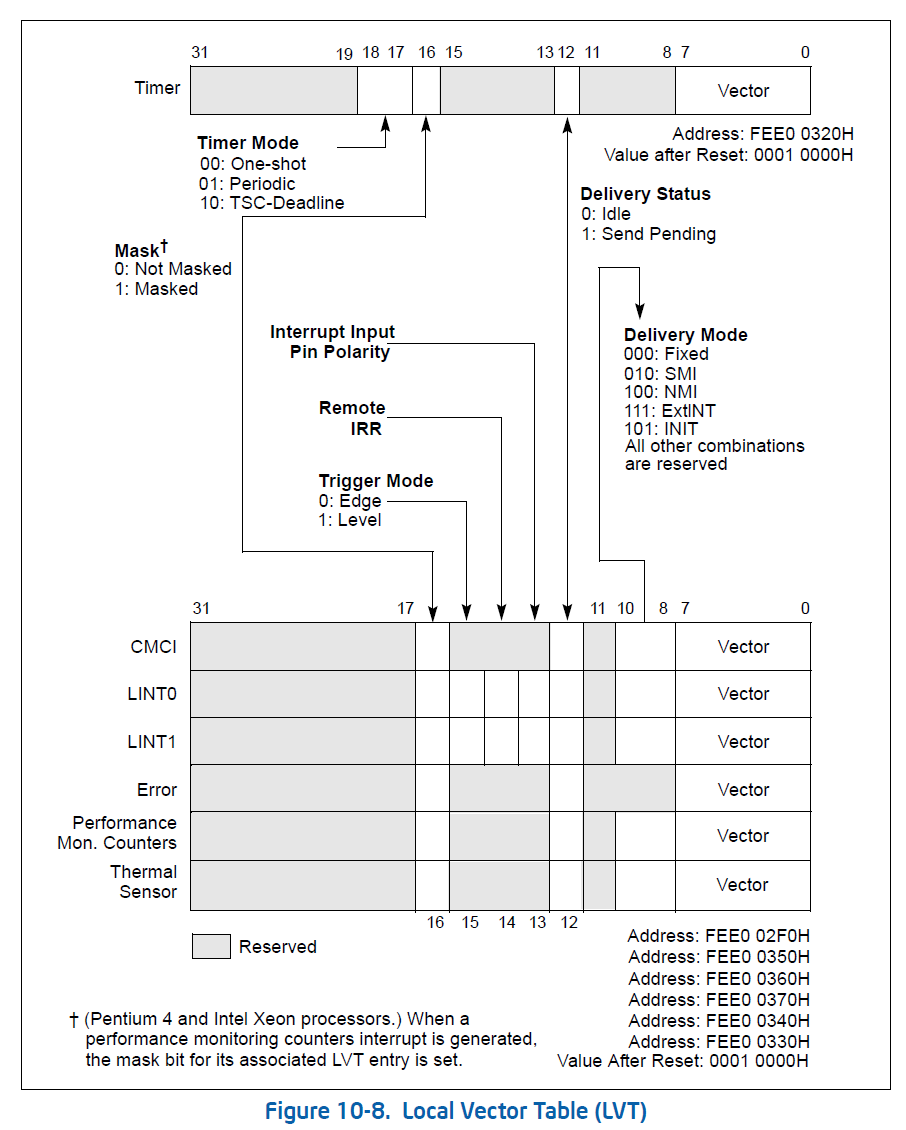 31 19 18 17 16 15 13 12 11 8 7 0
Timer Vector
Address: FEE0 0320H
Value after Reset: 0001 0000H
Timer Mode
00: One-shot
01: Periodic
10: TSC-Deadline
Delivery Status
0: Idle
1: Send Pending
Mask†
0: Not Masked
1: Masked
Interrupt Input
Pin Polarity
Delivery Mode
000: Fixed
010: SMI
100: NMI
111: ExtINT
101: INIT
All other combinations
are reserved
Remote
IRR
Trigger Mode
0: Edge
1: Level
31 17 11 10 8 7 0
CMCI Vector
LINT0 Vector
LINT1 Vector
Error Vector
Performance
Mon. Counters Vector
Thermal
Sensor Vector
16 15 14 13 12
Reserved
Address: FEE0 02F0H
Address: FEE0 0350H
Address: FEE0 0360H
Address: FEE0 0370H
Address: FEE0 0340H
Address: FEE0 0330H
Value After Reset: 0001 0000H
† (Pentium 4 and Intel Xeon processors.) When a
performance monitoring counters interrupt is generated,
the mask bit for its associated LVT entry is set.
Figure 10-8. Local Vector Table (LVT)